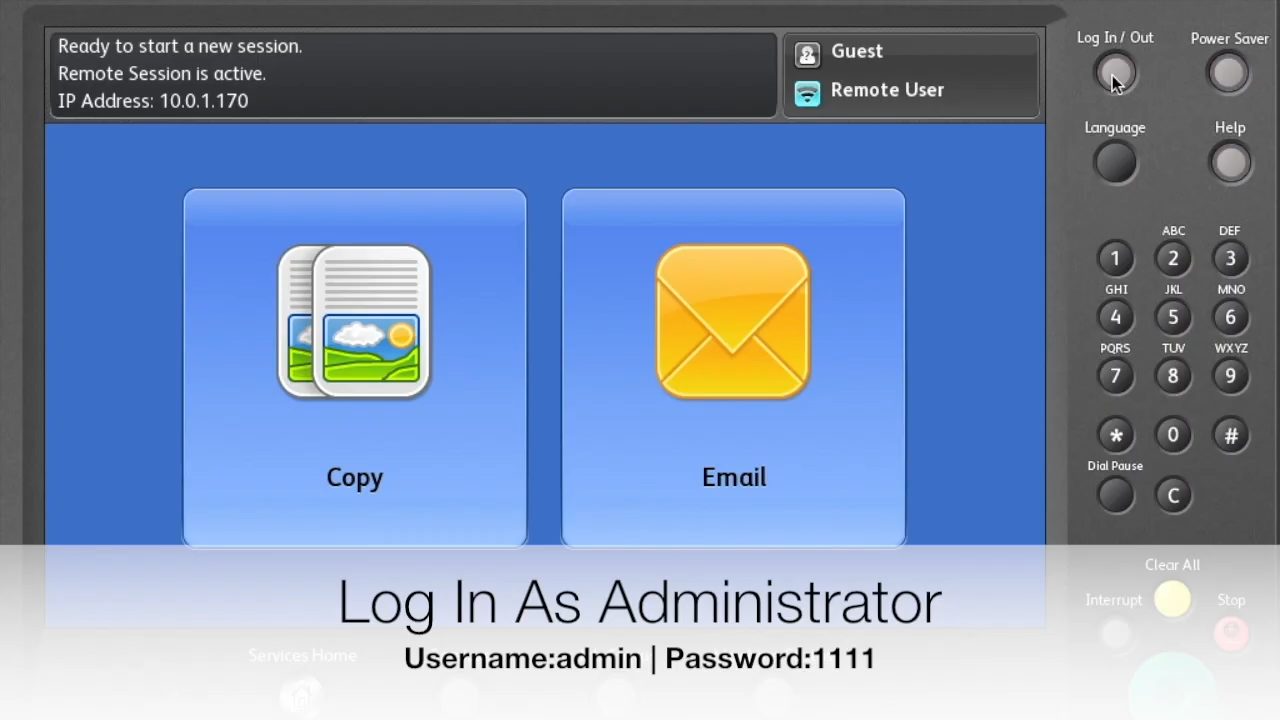 Ready to start a new session.
Remote Session is active.
IP Address: 10.0.1.170
Guest
Remote User
Log In / Out
Power Saver
Language
Help
ABC
DEF
1
2
3
GHI
JKL
MNO
4
5
6
PQRS
TUV
WXYZ
7
8
9
*
0
#
Dial Pause
C
Copy
Email
Clear All
Interrupt
Stop
Log In As Administrator
Username:admin | Password:1111
Services Home